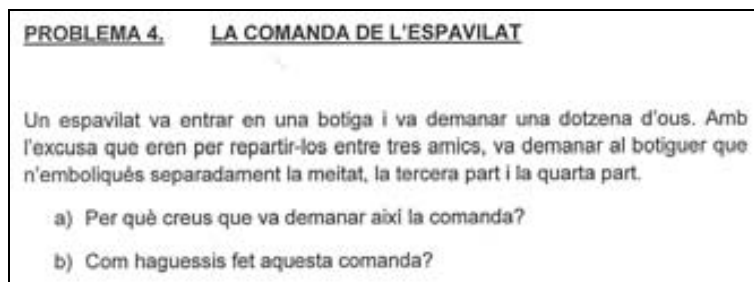 PROBLEMA 4. LA COMANDA DE L'ESPAVILAT
Un espavilat va entrar en una botiga i va demanar una dotzena d'ous. Amb
l'excusa que eren per repartir-los entre tres amics, va demanar al botiguer que
n'emboliqués separadament la meitat, la tercera part i la quarta part.
a) Per què creus que va demanar així la comanda?
b) Com haguessis fet aquesta comanda?